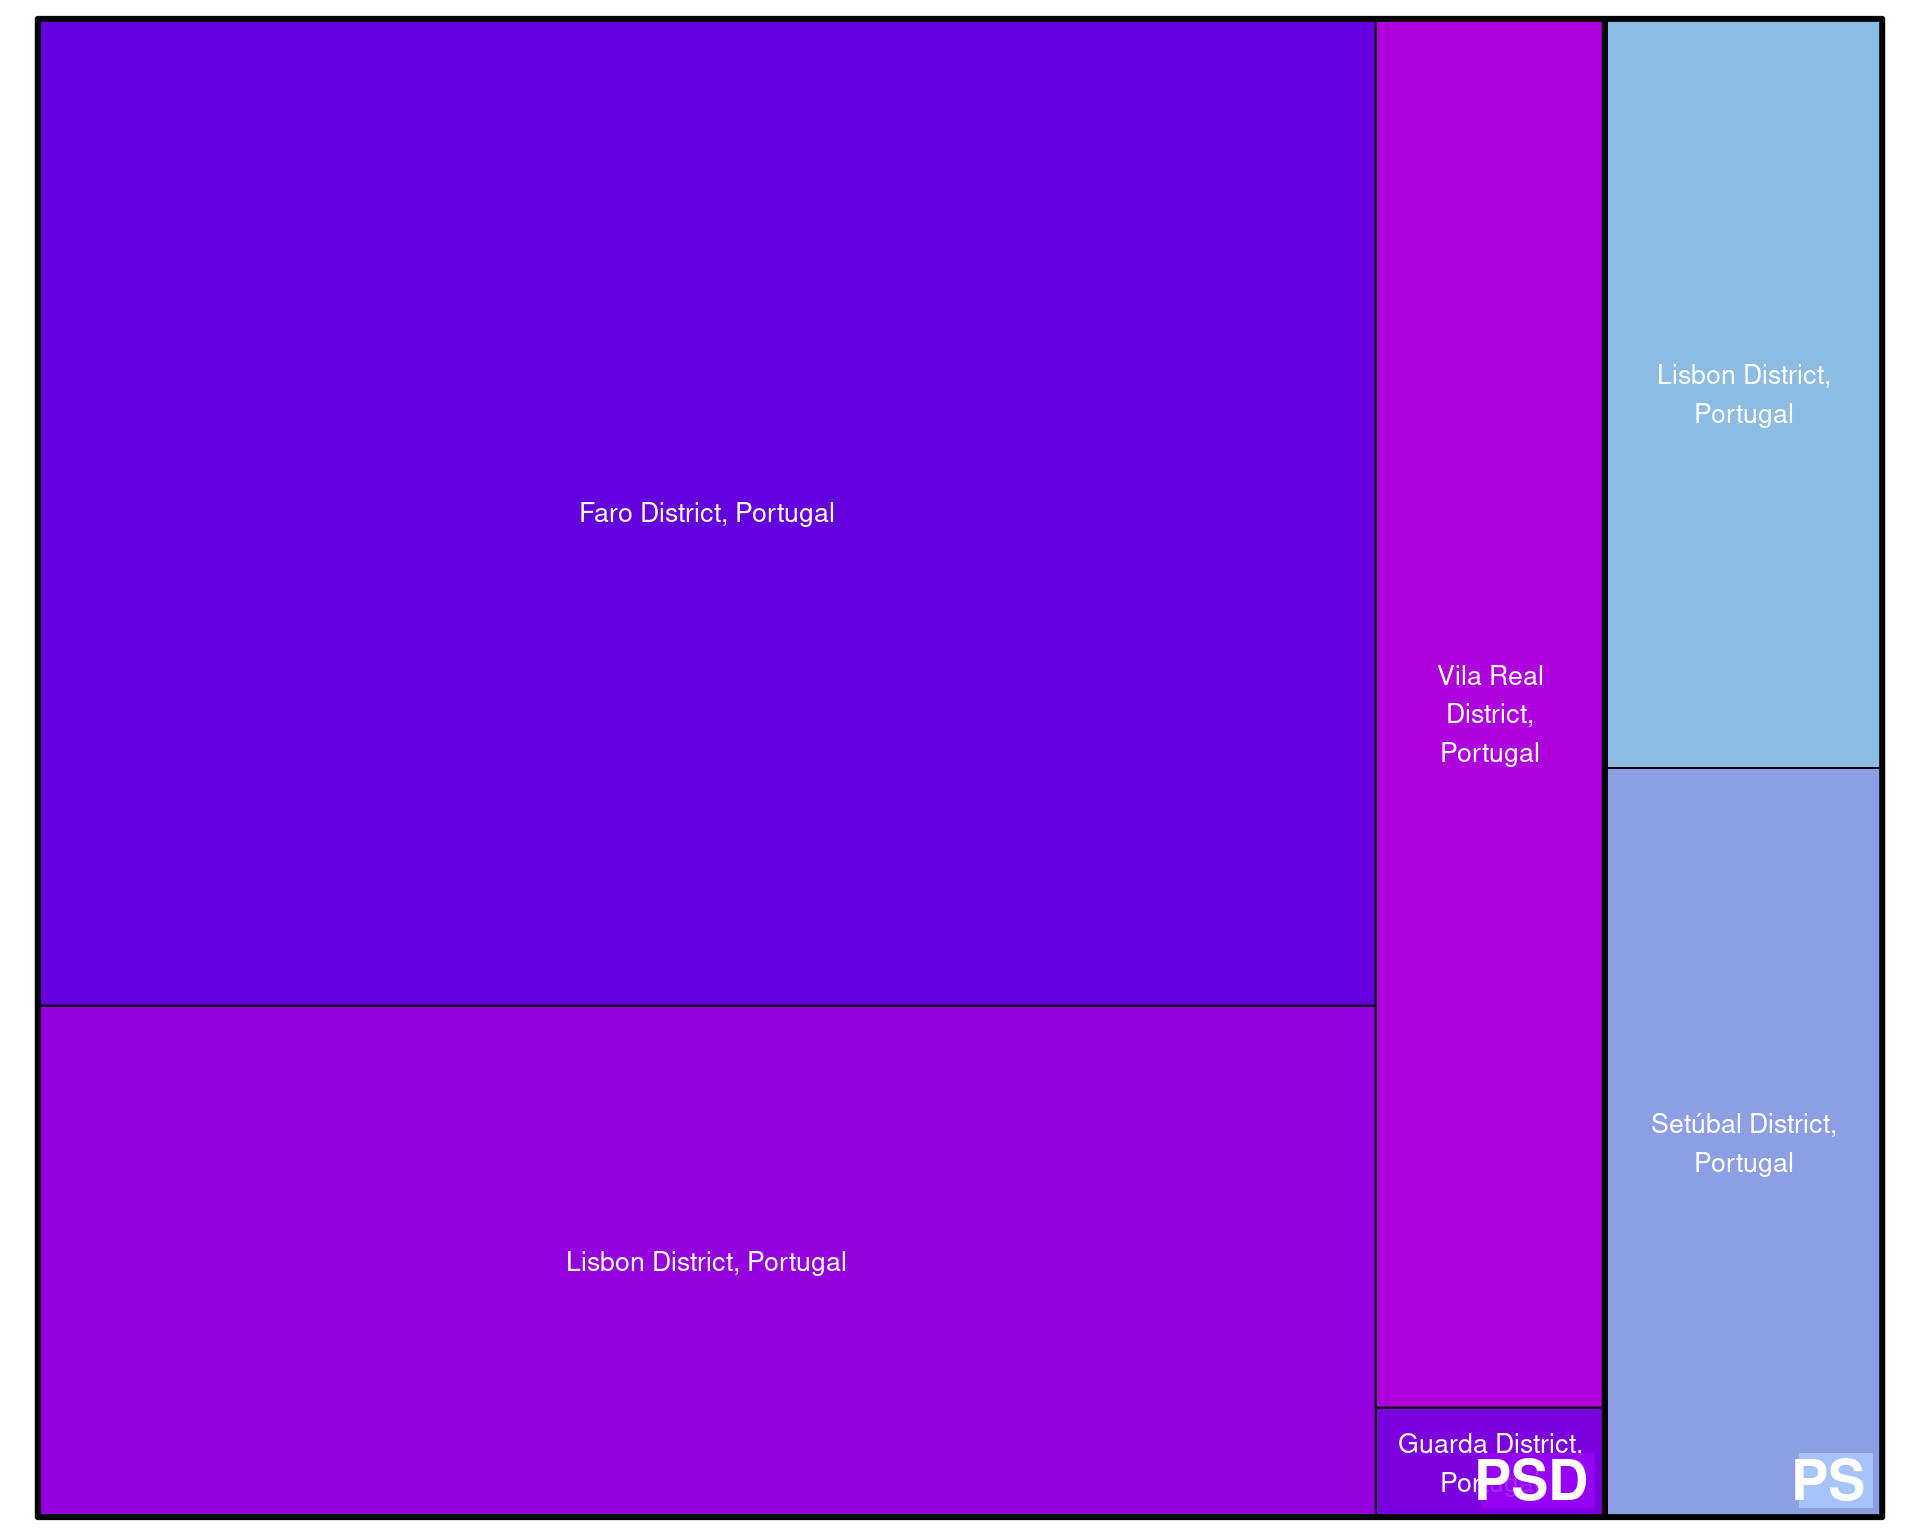 Faro District, Portugal
Lisbon District, Portugal
Vila Real
District,
Portugal
Guarda District,
PSD
Lisbon District,
Portugal
Setúbal District,
Portugal
PS